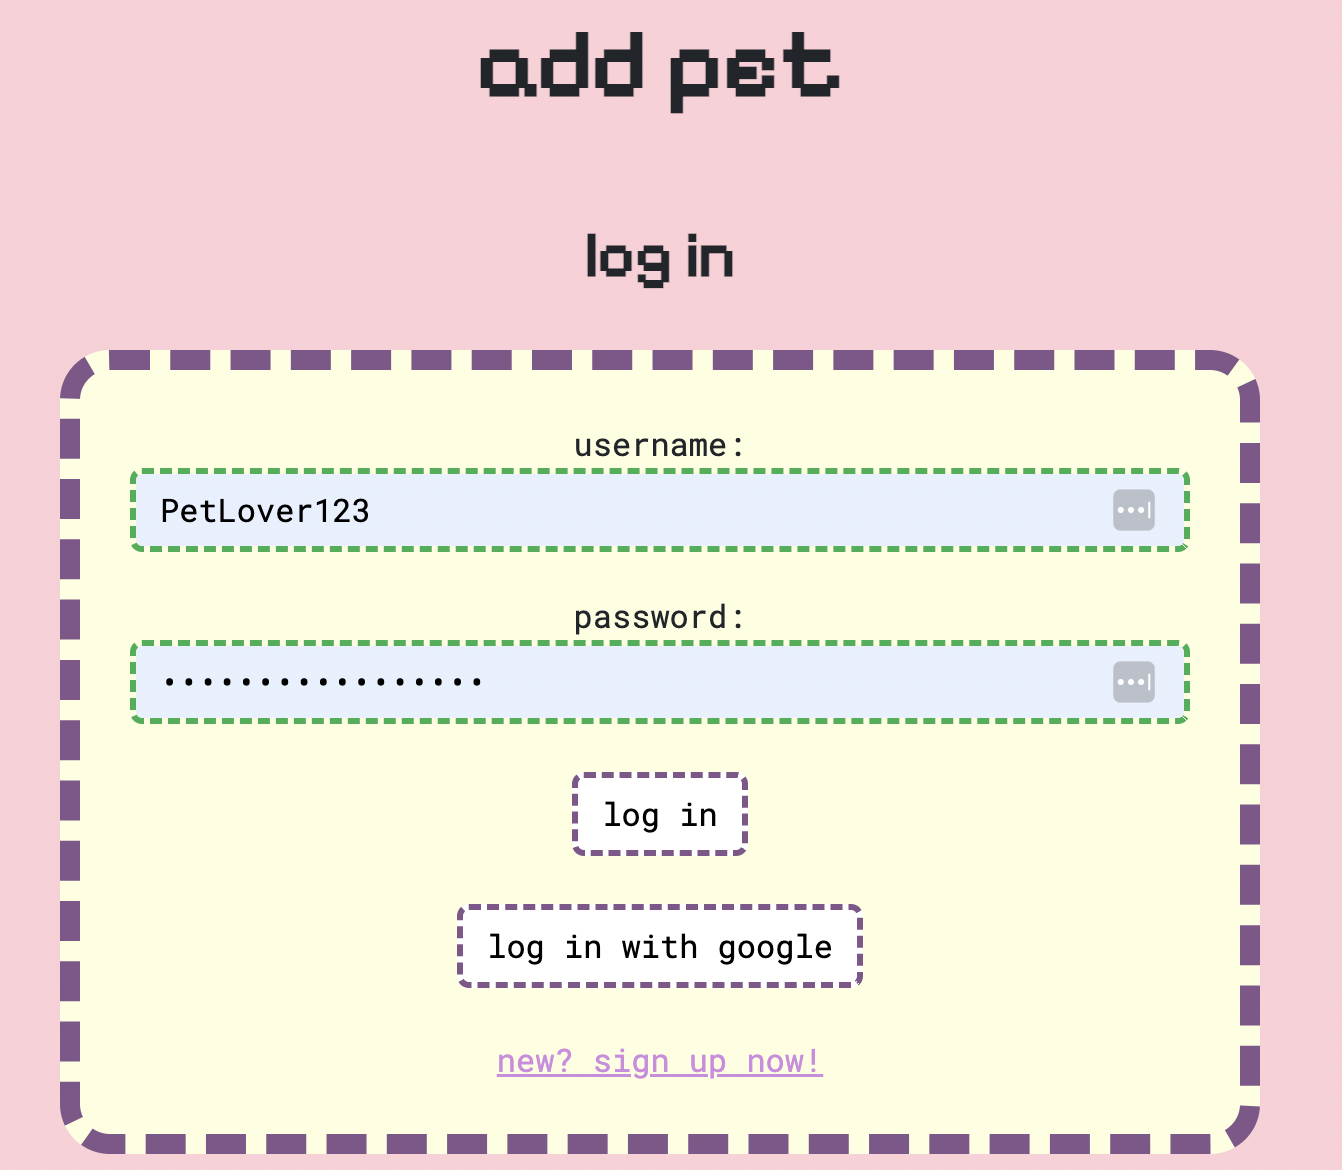 add pet
log in
username:
PetLover123
password:
•••••••••••••••••
log in
log in with google
new? sign up now!